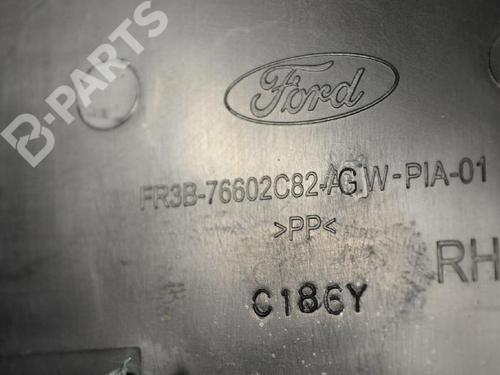 B-PARTS
Ford
FR3B-76602C82-AGW-PIA-01
>PP<
RH
C186Y